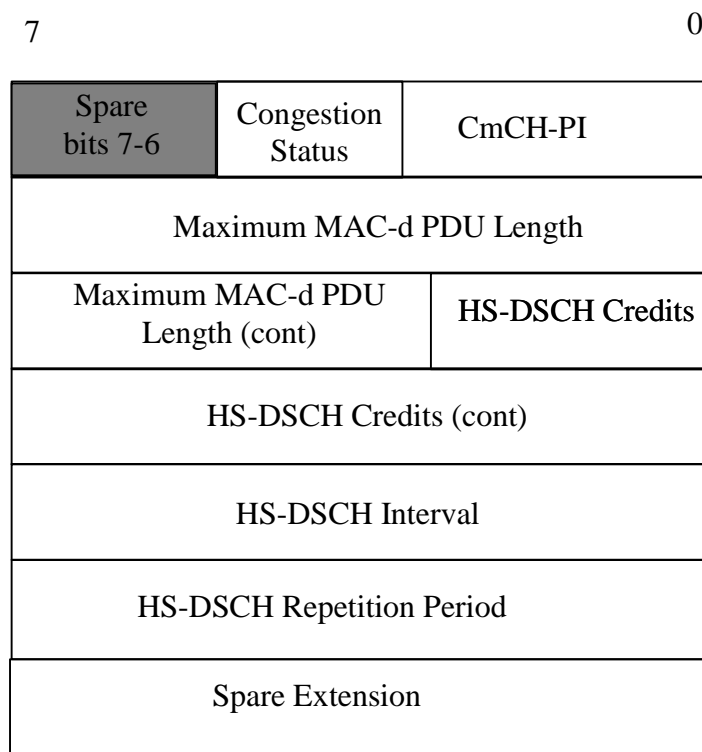 7 0
Spare
bits 7-6
Congestion
Status
CmCH-PI
Maximum MAC-d PDU Length
Maximum MAC-d PDU
Length (cont)
HS-DSCH Credits
HS-DSCH Credits (cont)
HS-DSCH Interval
HS-DSCH Repetition Period
Spare Extension